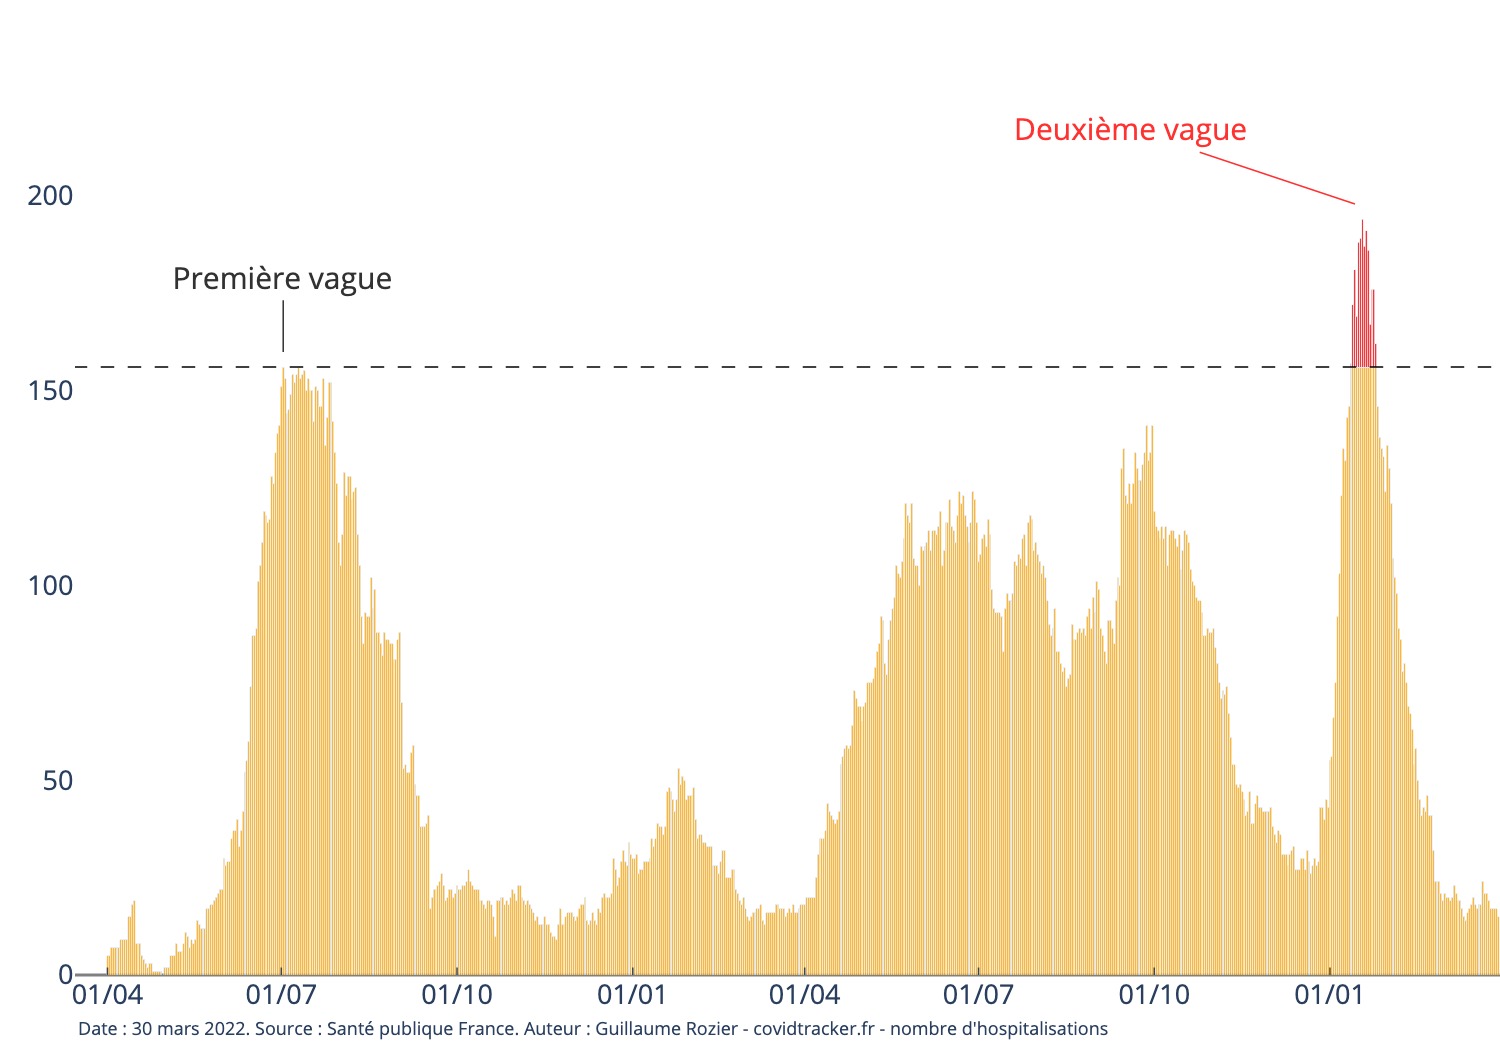 Deuxième vague
200
Première vague
150
100
50
0
01/04 01/07 01/10 01/01 01/04 01/07 01/10 01/01
Date : 30 mars 2022. Source : Santé publique France. Auteur : Guillaume Rozier - covidtracker.fr - nombre d'hospitalisations